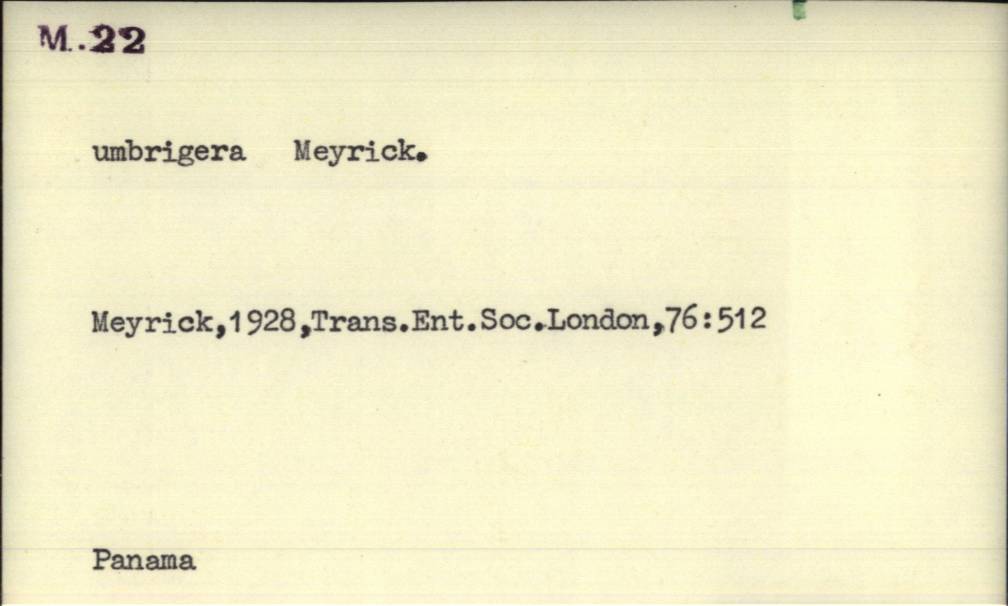 M.22
umbrigera Meyrick.
Meyrick,1928,Trans.Ent.Soc.London,76:512
Panama